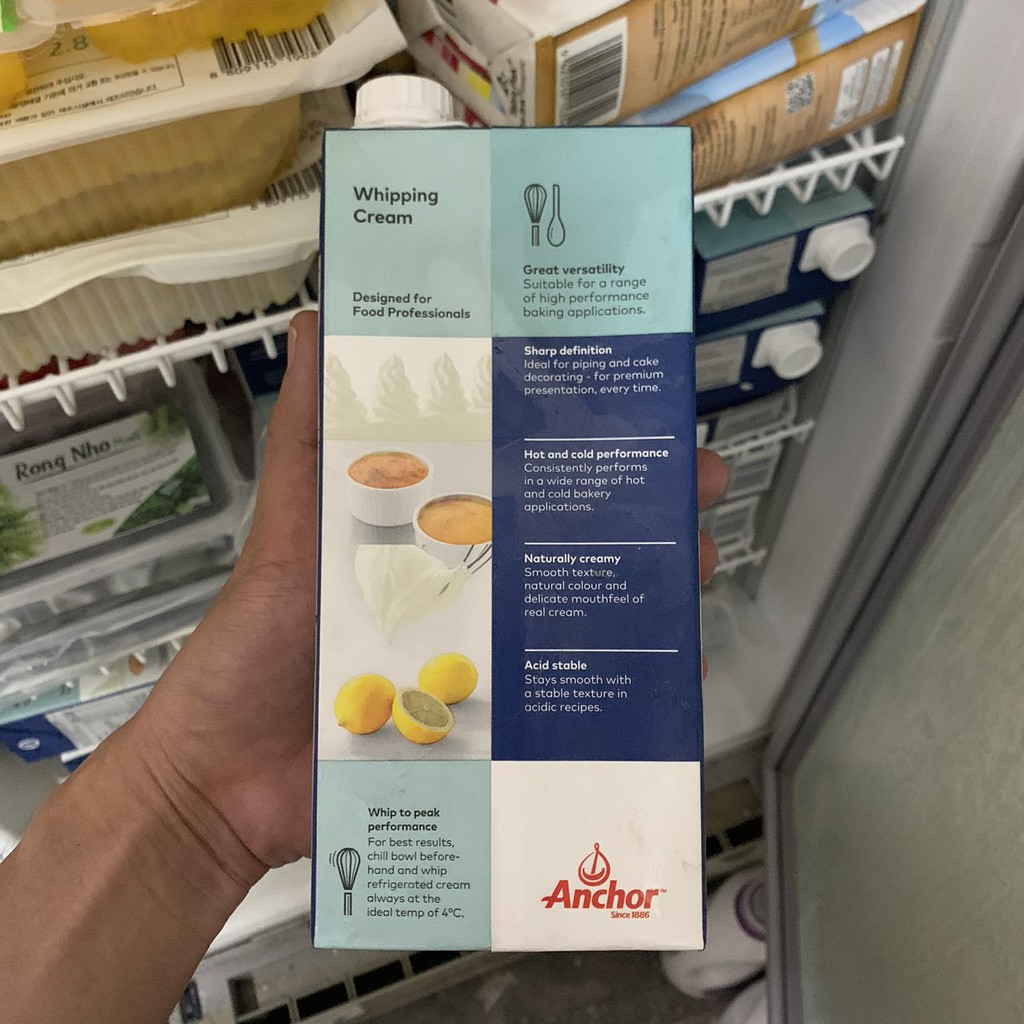 2.8
Whipping
Cream
Designed for
Food Professionals
Great versatility
Suitable for a range
of high performance
baking applications.
Sharp definition
Ideal for piping and cake
decorating - for premium
presentation, every time.
Hot and cold performance
Consistently performs
in a wide range of hot
and cold bakery
applications.
Naturally creamy
Smooth texture,
natural colour and
delicate mouthfeel of
real cream.
Acid stable
Stays smooth with
a stable texture in
acidic recipes.
Whip to peak
performance
For best results,
chill bowl before-
hand and whip
refrigerated cream
always at the
ideal temp of 4°C.
Anchor™
Since 1886
Rong Nho